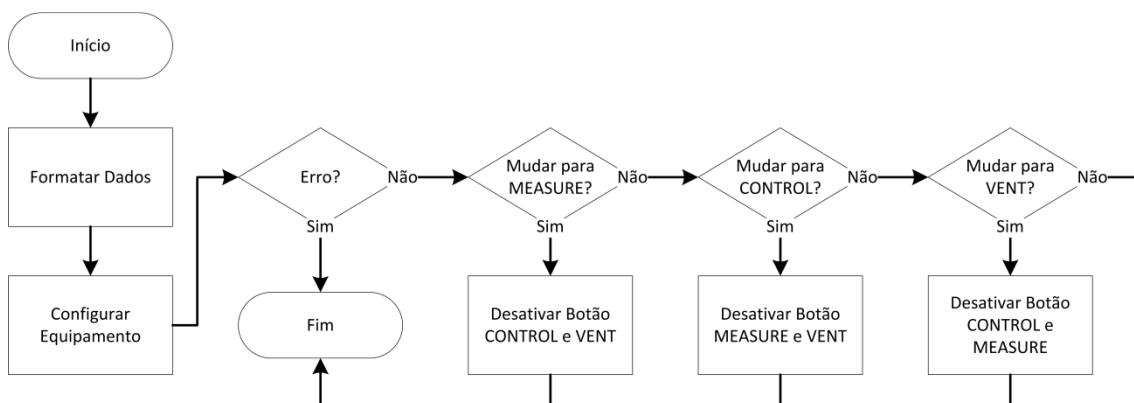 Início
Formatar Dados
Configurar
Equipamento
Erro?
Não
Sim
Fim
Mudar para
MEASURE?
Não
Sim
Desativar Botão
CONTROL e VENT
Mudar para
CONTROL?
Não
Sim
Desativar Botão
MEASURE e VENT
Mudar para
VENT?
Não
Sim
Desativar Botão
CONTROL e
MEASURE